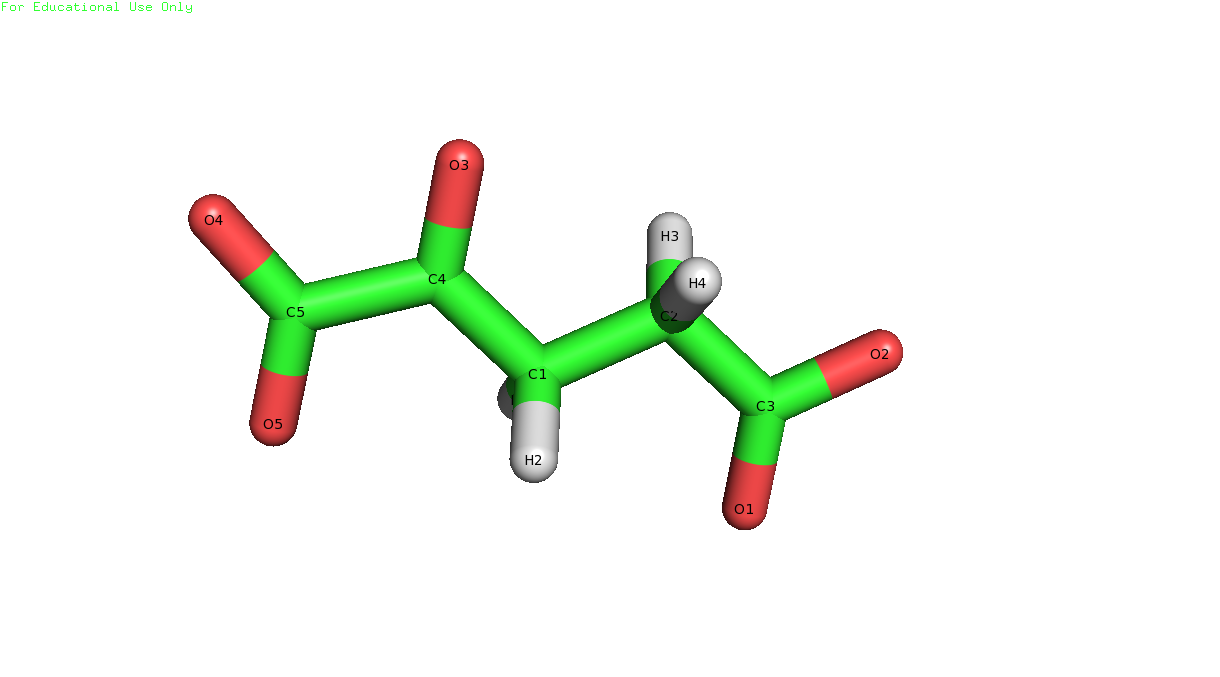 For Educational Use Only
O3
O4
H3
C4
H4
C5
C2
O2
C1
C3
O5
H2
O1